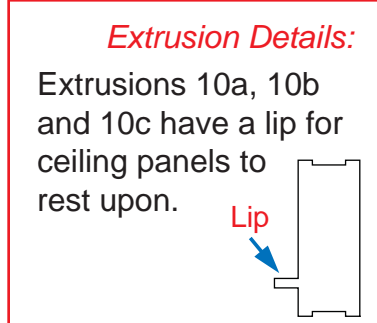 Extrusion Details:
Extrusions 10a, 10b
and 10c have a lip for
ceiling panels to
rest upon.
Lip